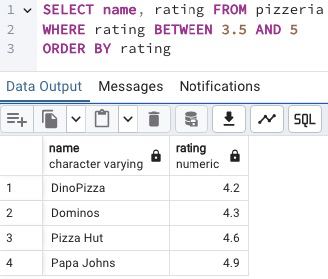 1 SELECT name, rating FROM pizzeria
2 WHERE rating BETWEEN 3.5 AND 5
3 ORDER BY rating
Data Output Messages Notifications
SQL
name rating
character varying numeric
1 DinoPizza 4.2
2 Dominos 4.3
3 Pizza Hut 4.6
4 Papa Johns 4.9